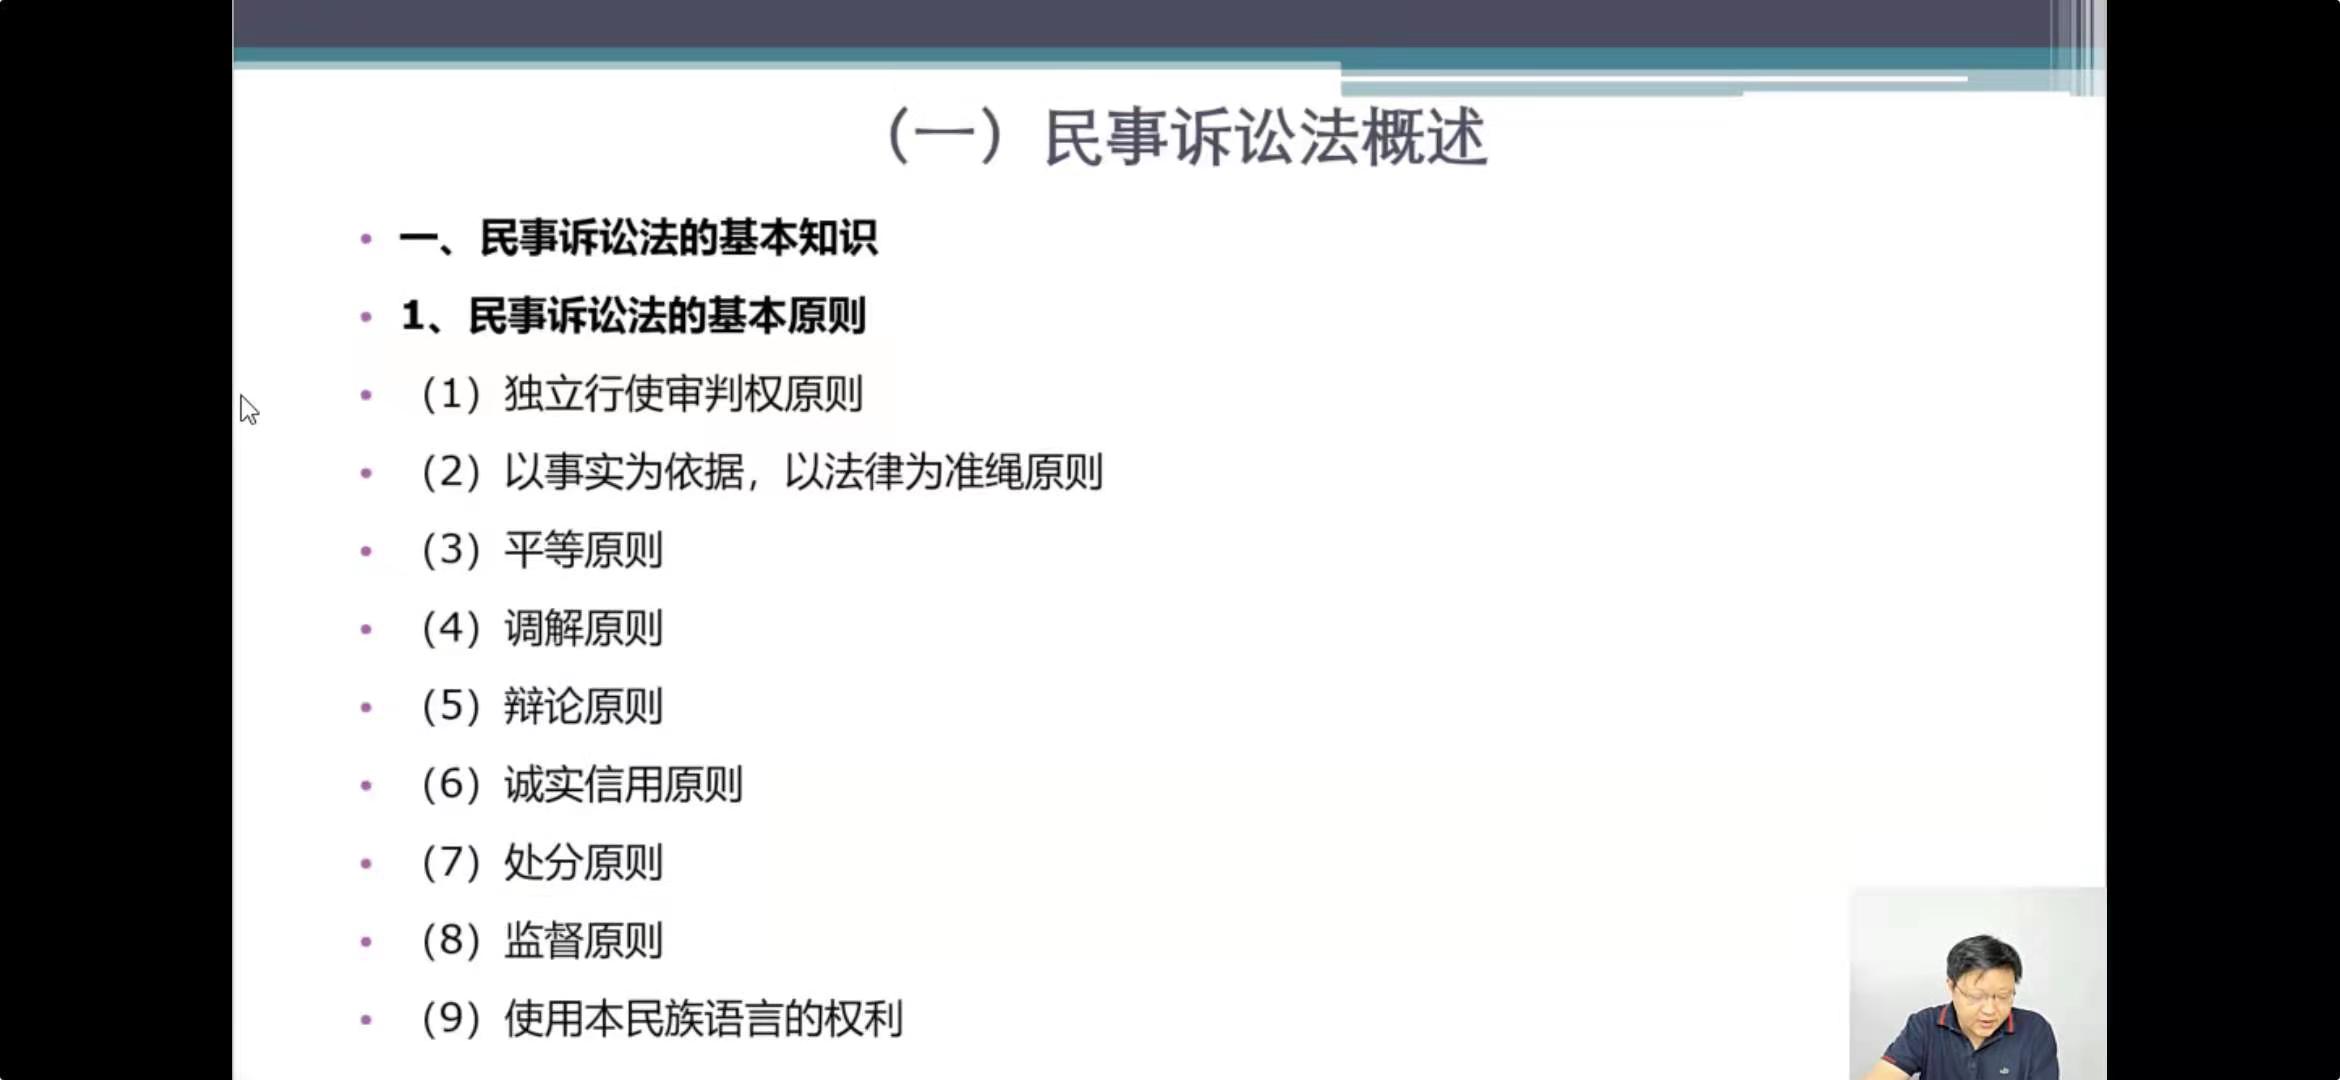 （一）民事诉讼法概述
一、民事诉讼法的基本知识
1、民事诉讼法的基本原则
（1）独立行使审判权原则
（2）以事实为依据，以法律为准绳原则
（3）平等原则
（4）调解原则
（5）辩论原则
（6）诚实信用原则
（7）处分原则
（8）监督原则
（9）使用本民族语言的权利